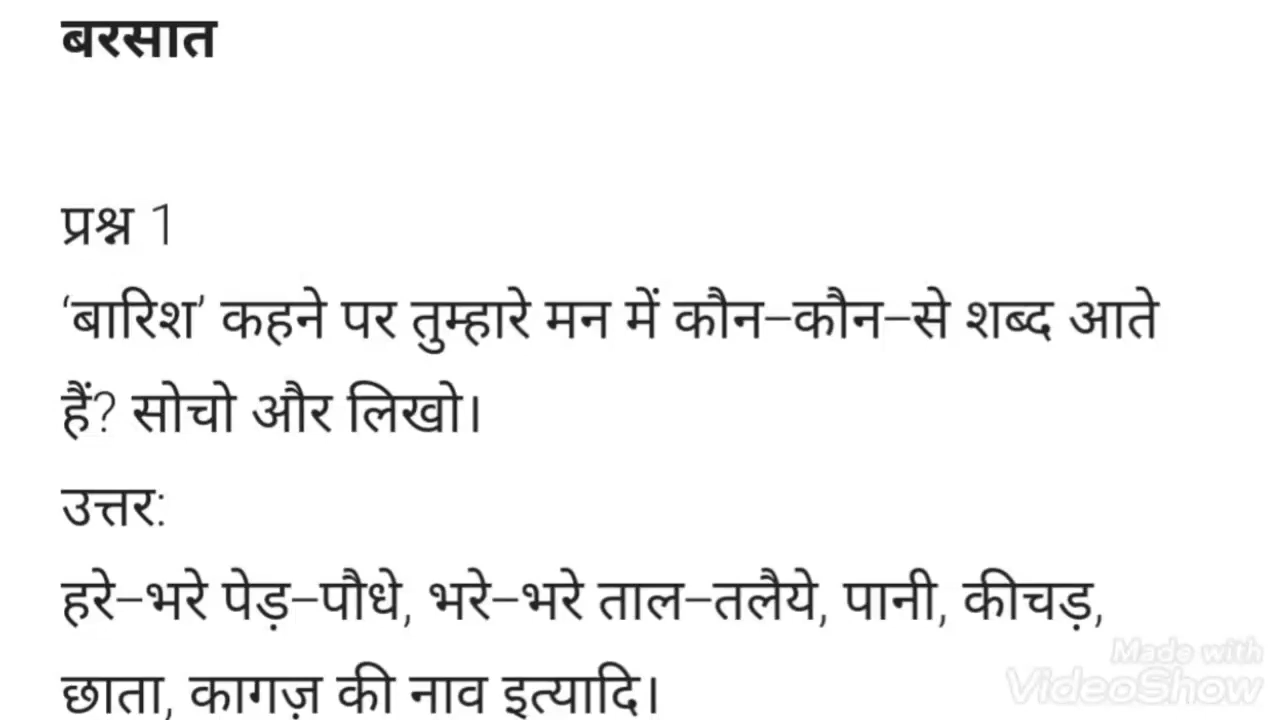 बरसात
प्रश्न 1
‘बारिश’ कहने पर तुम्हारे मन में कौन–कौन–से शब्द आते
हैं? सोचो और लिखो।
उत्तर:
हरे–भरे पेड़–पौधे, भरे–भरे ताल–तलैये, पानी, कीचड़,
छाता, कागज़ की नाव इत्यादि।
Made with
VideoShow